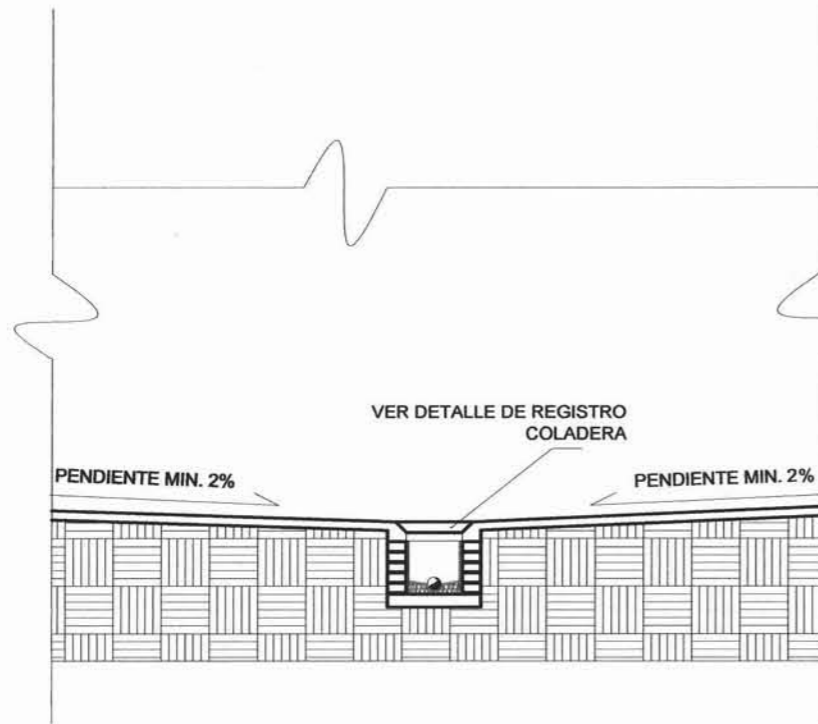 VER DETALLE DE REGISTRO
COLADERA
PENDIENTE MIN. 2%
PENDIENTE MIN. 2%